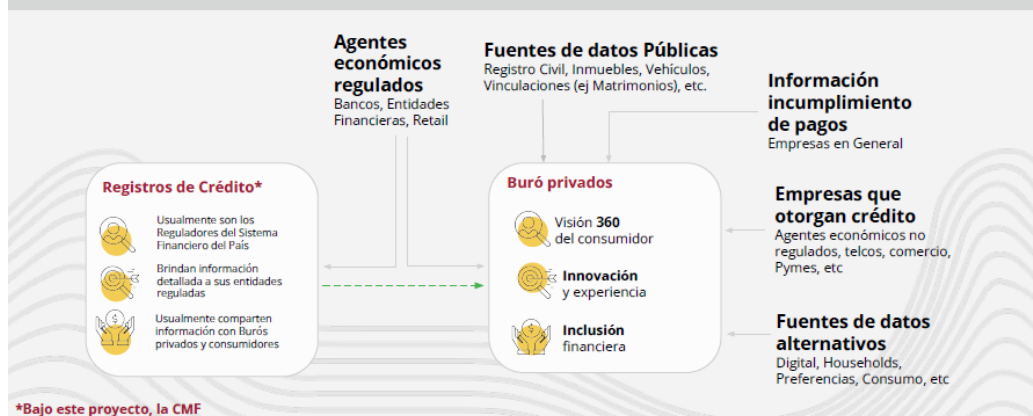 Agentes
económicos
regulados
Bancos, Entidades
Financieras, Retail
Fuentes de datos Públicas
Registro Civil, Inmuebles, Vehículos,
Vinculaciones (ej Matrimonios), etc.
Información
incumplimiento
de pagos
Empresas en General
Registros de Crédito*
Usualmente son los
Reguladores del Sistema
Financiero del País
Brindan información
detallada a sus entidades
reguladas
Usualmente comparten
información con Burós
privados y consumidores
Buró privados
Visión 360
del consumidor
Innovación
y experiencia
Inclusión
financiera
Empresas que
otorgan crédito
Agentes económicos no
regulados, telcos, comercio,
Pymes, etc
Fuentes de datos
alternativos
Digital, Households,
Preferencias, Consumo, etc
*Bajo este proyecto, la CMF